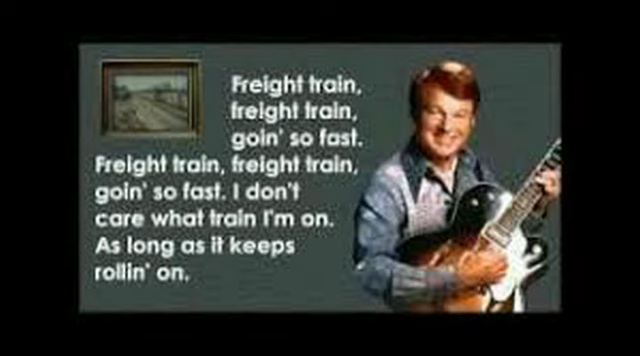 Freight train,
freight train,
goin' so fast.
Freight train, freight train,
goin' so fast. I don't
care what train I'm on.
As long as it keeps
rollin' on.